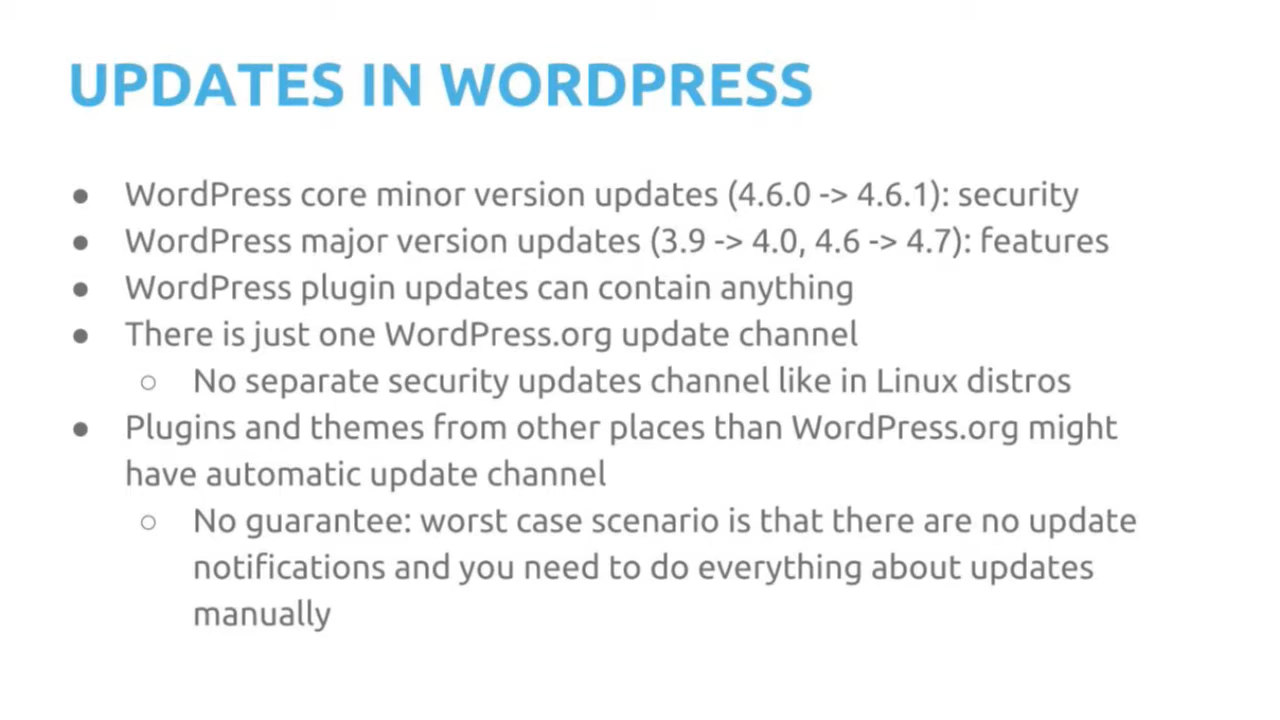 UPDATES IN WORDPRESS
● WordPress core minor version updates (4.6.0 -> 4.6.1): security
● WordPress major version updates (3.9 -> 4.0, 4.6 -> 4.7): features
● WordPress plugin updates can contain anything
● There is just one WordPress.org update channel
○ No separate security updates channel like in Linux distros
● Plugins and themes from other places than WordPress.org might
have automatic update channel
○ No guarantee: worst case scenario is that there are no update
notifications and you need to do everything about updates
manually